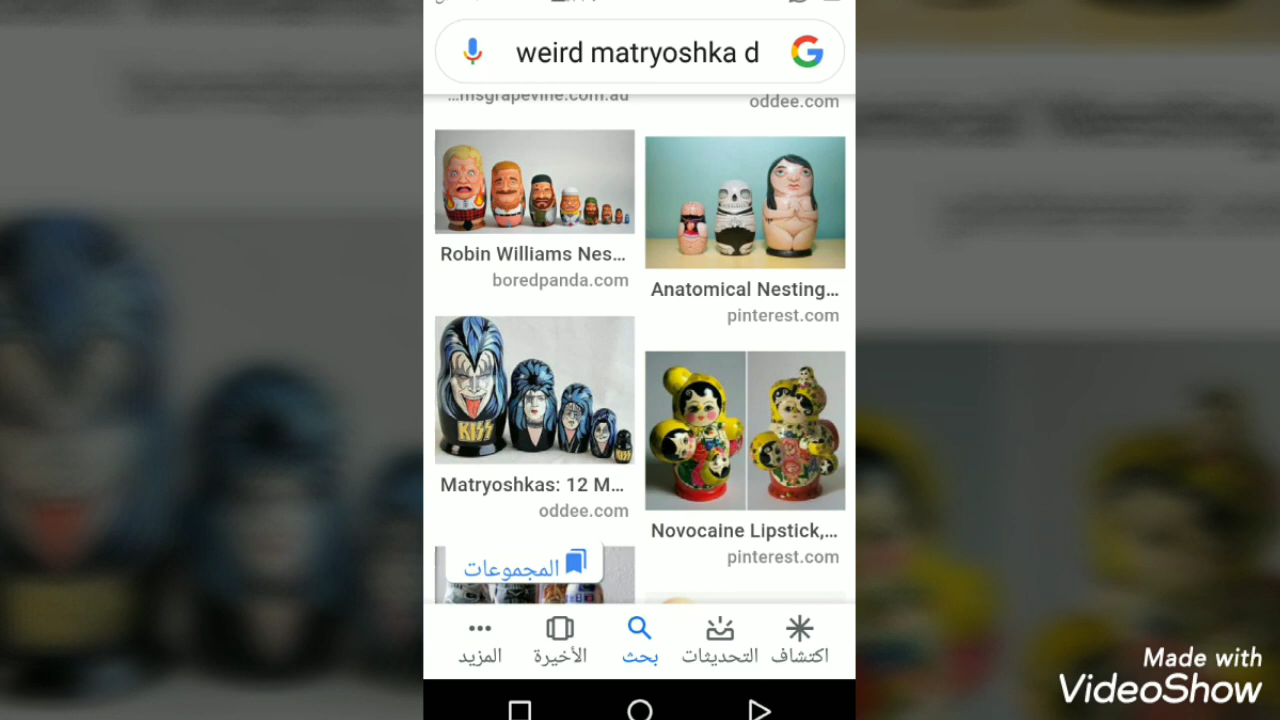 weird matryoshka d
...msgrapevine.com.au
oddee.com
Robin Williams Nes...
boredpanda.com
Anatomical Nesting...
pinterest.com
KISS
KISS
Matryoshkas: 12 M...
oddee.com
Novocaine Lipstick,...
pinterest.com
المجموعات
اكتشاف
التحديثات
بحث
الأخيرة
المزيد
Made with
VideoShow